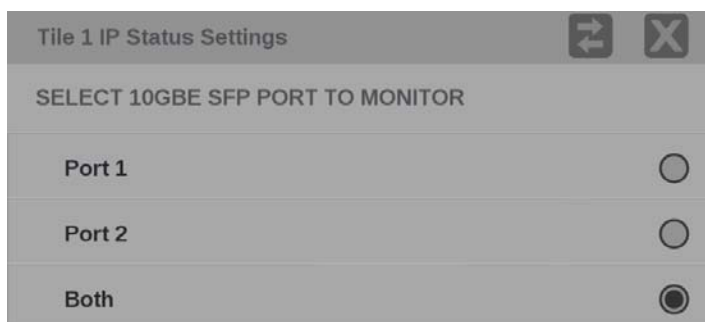 Tile 1 IP Status Settings
SELECT 10GBE SFP PORT TO MONITOR
Port 1
Port 2
Both